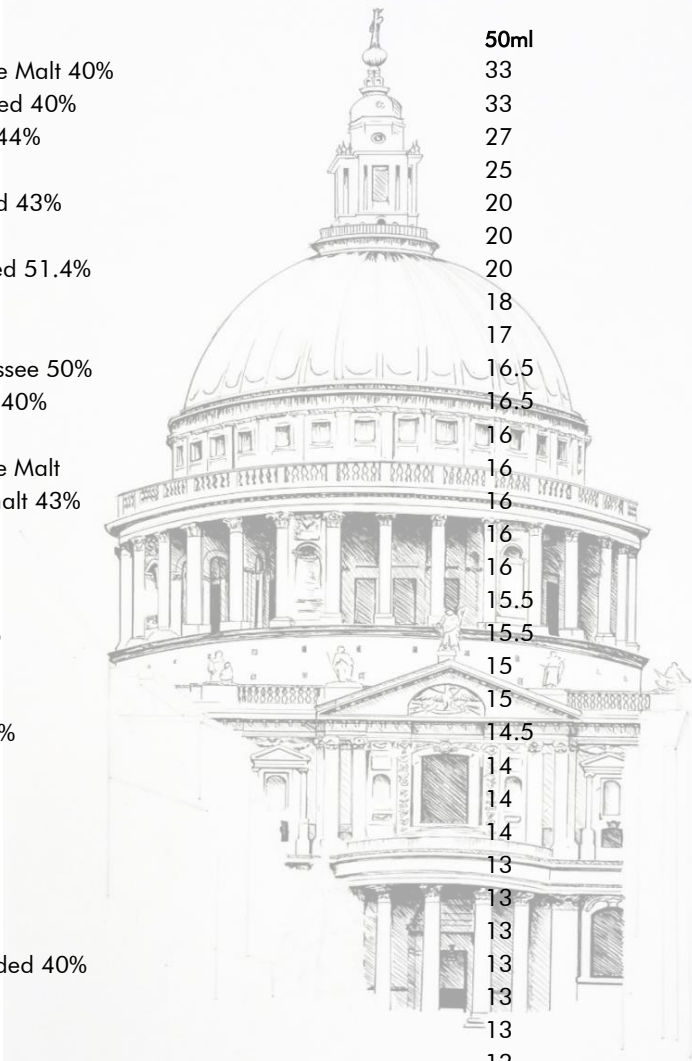 50ml
e Malt 40% 33
ed 40% 33
44% 27
25
d 43% 20
20
ed 51.4% 20
18
17
ssee 50% 16.5
40% 16.5
16
e Malt 16
alt 43% 16
16
16
15.5
15.5
15
15
% 14.5
14
14
14
13
13
13
ded 40% 13
13
13